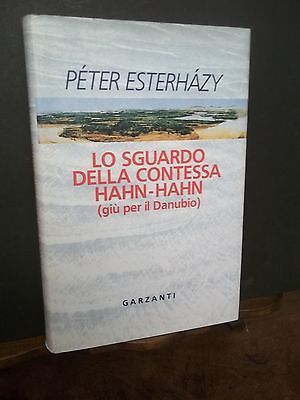 PÉTER ESTERHÁZY
LO SGUARDO
DELLA CONTESSA
HAHN-HAHN
(giù per il Danubio)
GARZANTI